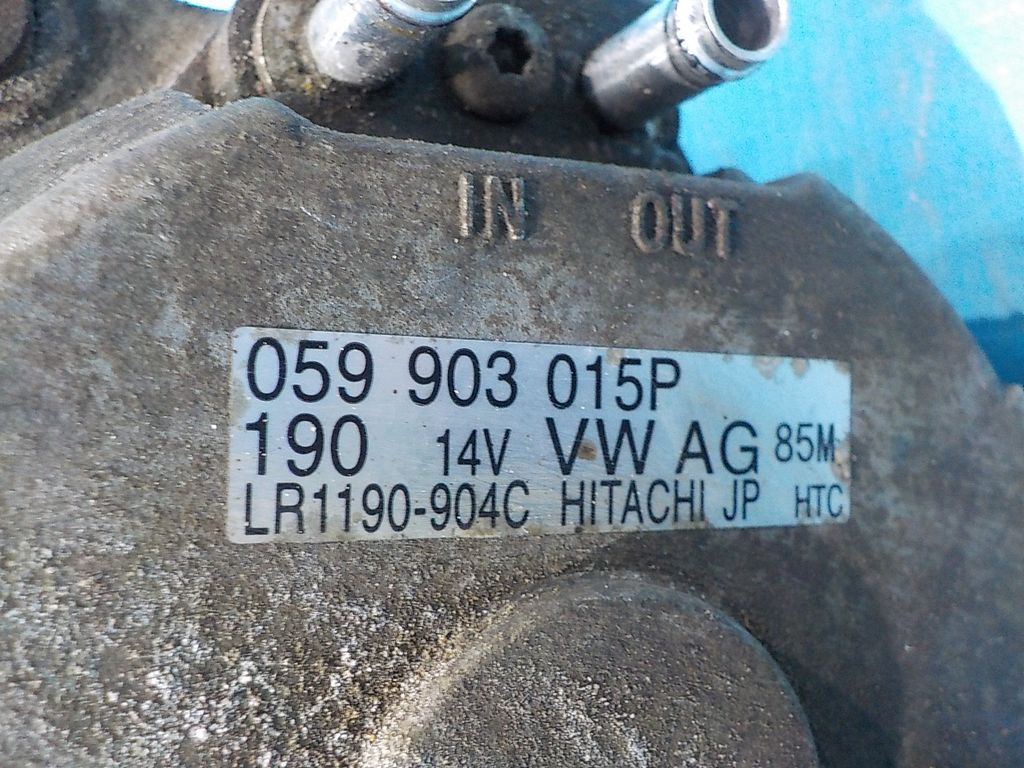 IN OUT
059 903 015P
190 14V VW AG 85M
LR1190-904C HITACHI JP HTC